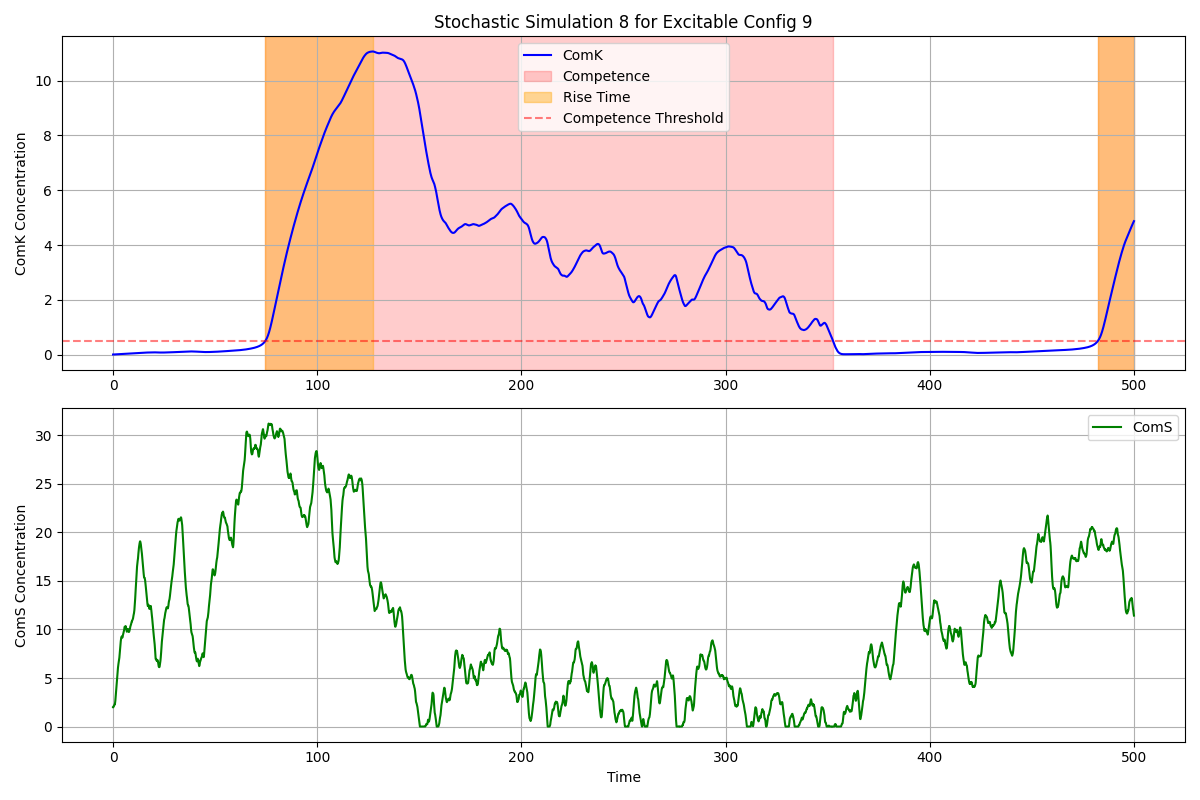 Stochastic Simulation 8 for Excitable Config 9
ComK Concentration
10
8
6
4
2
0
ComK
Competence
Rise Time
Competence Threshold
0 100 200 300 400 500
ComS Concentration
30
25
20
15
10
5
0
ComS
0 100 200 300 400 500
Time